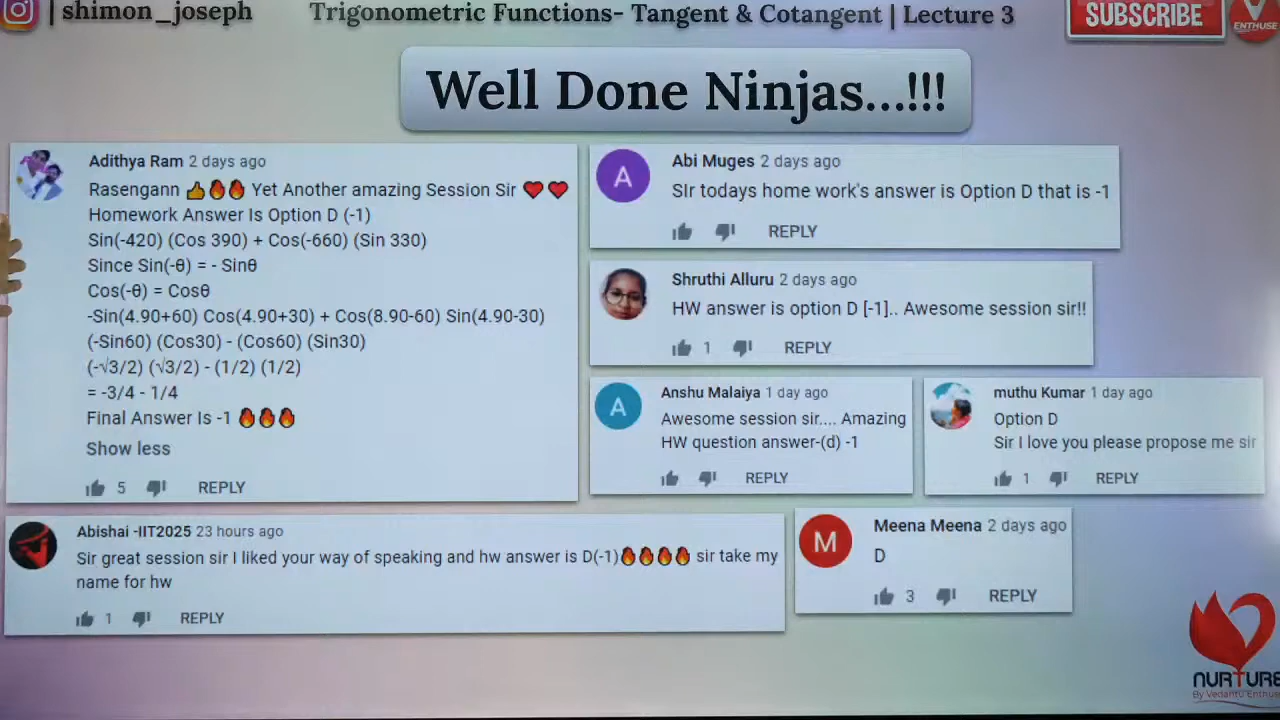 shimon_joseph
Trigonometric Functions- Tangent & Cotangent | Lecture 3
SUBSCRIBE
ENTHUSE
Well Done Ninjas...!!!
Adithya Ram 2 days ago
Rasengann 👍🔥🔥 Yet Another amazing Session Sir ❤️❤️
Homework Answer Is Option D (-1)
Sin(-420) (Cos 390) + Cos(-660) (Sin 330)
Since Sin(-θ) = - Sinθ
Cos(-θ) = Cosθ
-Sin(4.90+60) Cos(4.90+30) + Cos(8.90-60) Sin(4.90-30)
(-Sin60) (Cos30) - (Cos60) (Sin30)
(-√3/2) (√3/2) - (1/2) (1/2)
= -3/4 - 1/4
Final Answer Is -1 🔥🔥🔥
Show less
5 REPLY
A
Abi Muges 2 days ago
SIr todays home work's answer is Option D that is -1
REPLY
Shruthi Alluru 2 days ago
HW answer is option D [-1].. Awesome session sir!!
1 REPLY
A
Anshu Malaiya 1 day ago
Awesome session sir.... Amazing
HW question answer-(d) -1
REPLY
muthu Kumar 1 day ago
Option D
Sir I love you please propose me sir
1 REPLY
Abishai -IIT2025 23 hours ago
Sir great session sir I liked your way of speaking and hw answer is D(-1)🔥🔥🔥🔥 sir take my
name for hw
1 REPLY
M
Meena Meena 2 days ago
D
3 REPLY
NURTURE
By Vedantu Enthuse